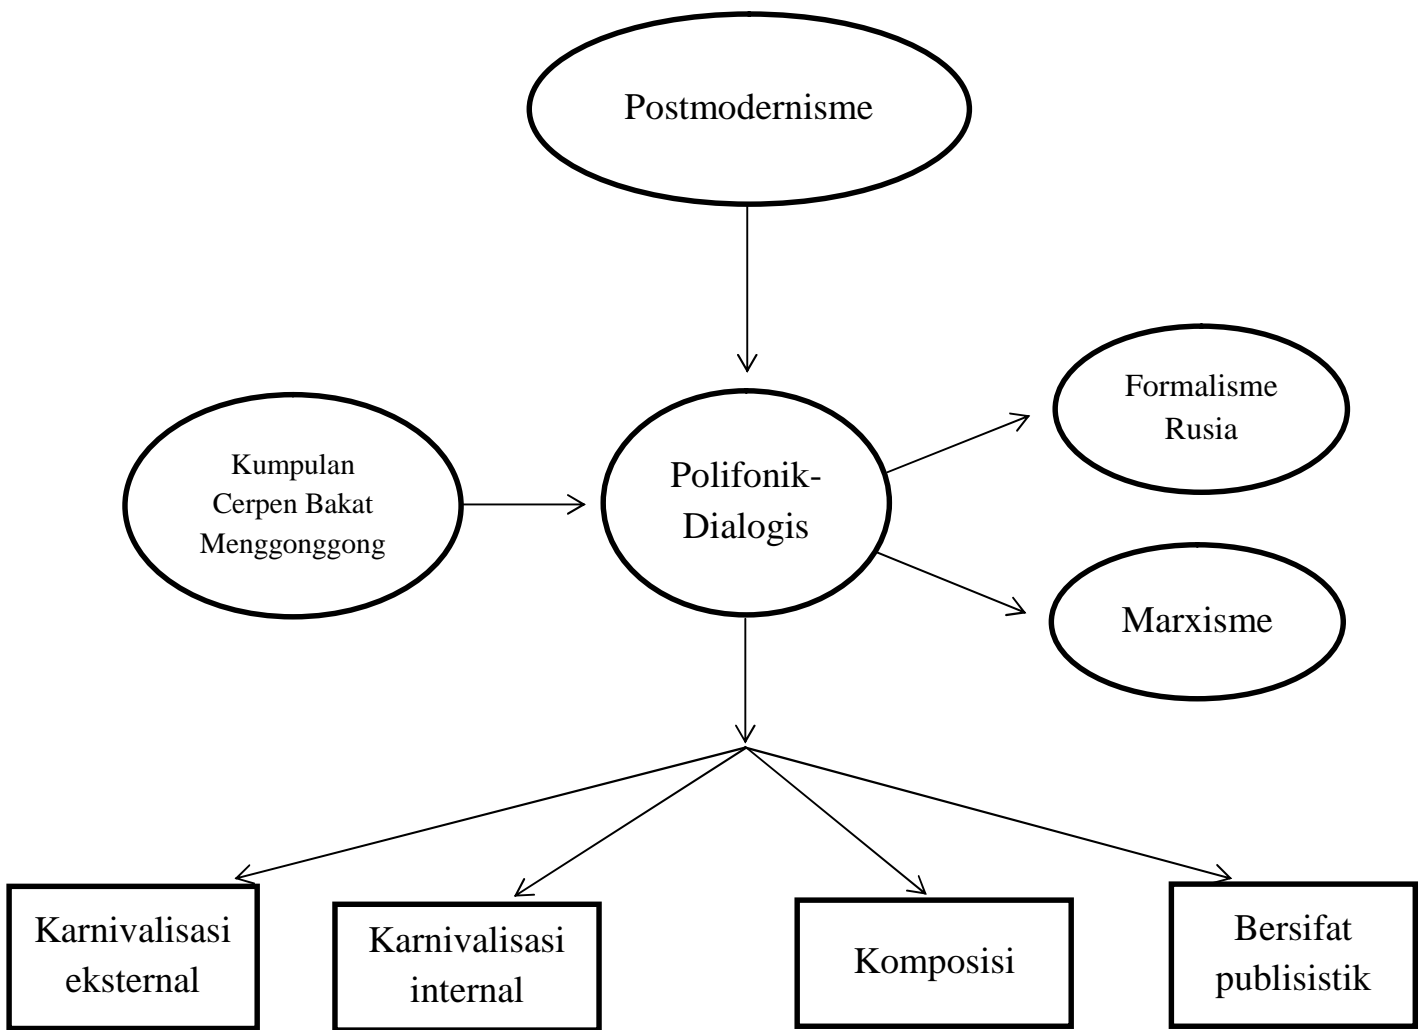 Postmodernisme
Formalisme
Rusia
Kumpulan
Cerpen Bakat
Menggonggong
Polifonik-
Dialogis
Marxisme
Karnivalisasi
eksternal
Karnivalisasi
internal
Komposisi
Bersifat
publisistik